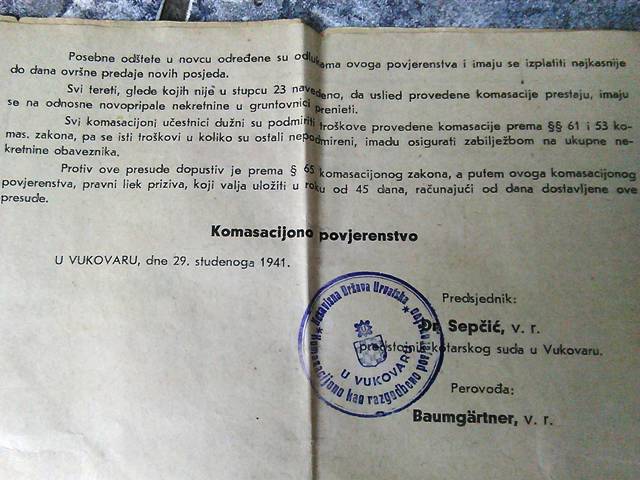 Posebne odštete u novcu određene su odlukama ovoga povjerenstva i imaju se izplatiti najkasnije
do dana ovršne predaje novih posjeda.
Svi tereti, glede kojih nije u stupcu 23 navedeno, da uslied provedene komasacije prestaju, imaju
se na odnosne novopripale nekretnine u gruntovnici prenieti.
Svi komasacijoni učestnici dužni su podmiriti troškove provedene komasacije prema §§ 61 i 53 ko-
mas. zakona, pa se isti troškovi u koliko su ostali nepodmireni, imadu osigurati zabilježbom na ukupne ne-
kretnine obaveznika.
Protiv ove presude dopustiv je prema § 65 komasacijonog zakona, a putem ovoga komasacijonog
povjerenstva, pravni liek priziva, koji valja uložiti u roku od 45 dana, računajući od dana dostavljene ove
presude.
Komasacijono povjerenstvo
U VUKOVARU, dne 29. studenoga 1941.
Predsjednik:
Dr. Sepčić, v. r.
predstojnik kotarskog suda u Vukovaru.
Perovođa:
Baumgärtner, v. r.
Nezavisna Država Hrvatska
Komasacijono kao razgodbeno
U VUKOVARU